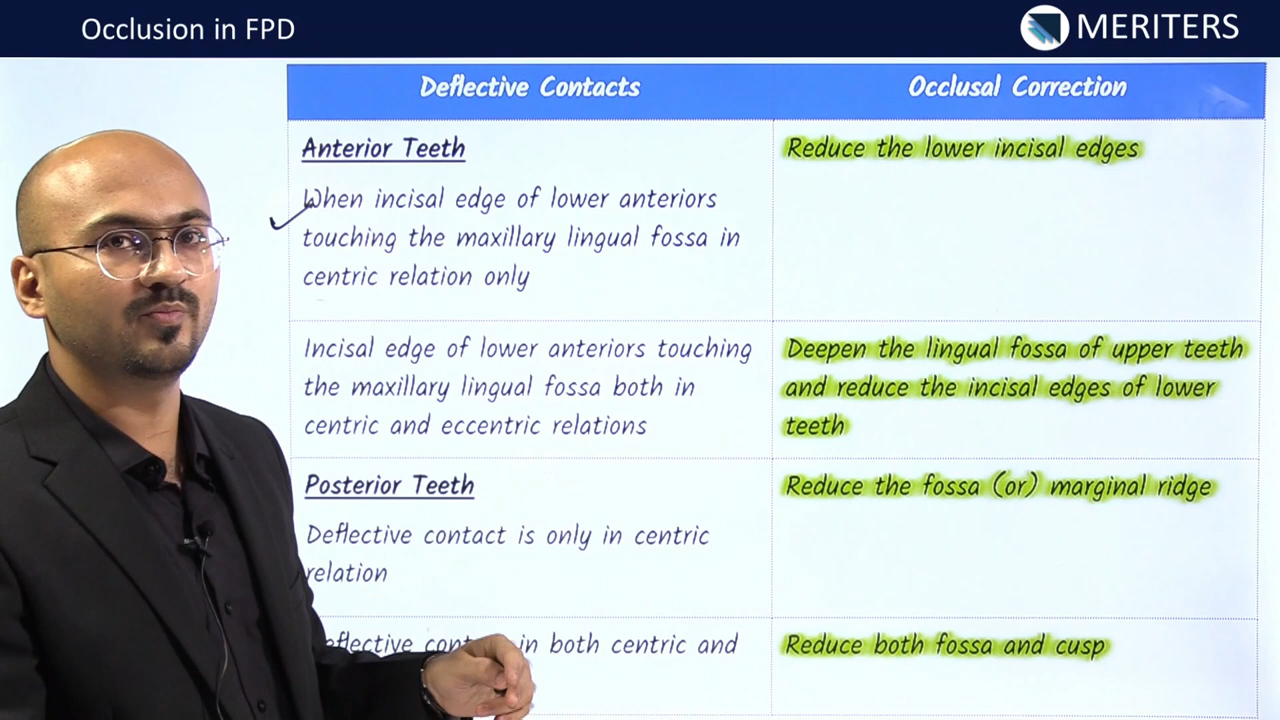 Occlusion in FPD
MERITERS
Deflective Contacts
Occlusal Correction
Anterior Teeth
When incisal edge of lower anteriors
touching the maxillary lingual fossa in
centric relation only
Reduce the lower incisal edges
Incisal edge of lower anteriors touching
the maxillary lingual fossa both in
centric and eccentric relations
Deepen the lingual fossa of upper teeth
and reduce the incisal edges of lower
teeth
Posterior Teeth
Deflective contact is only in centric
relation
Reduce the fossa (or) marginal ridge
in both centric and
Reduce both fossa and cusp